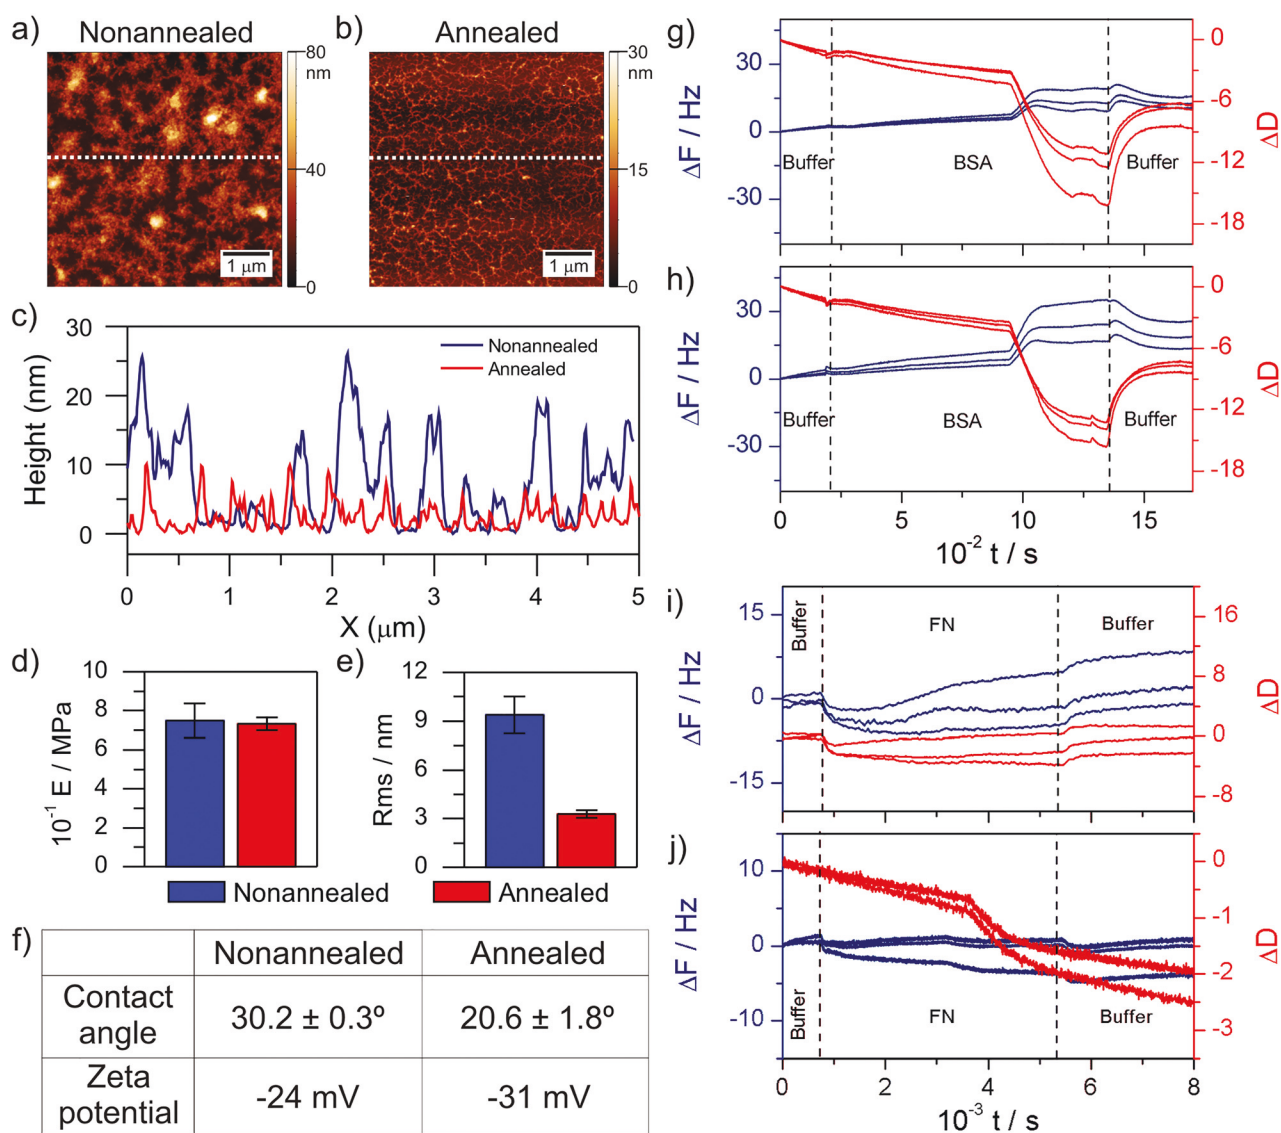 a) Nonannealed
80
nm
40
0
1 μm
b) Annealed
30
nm
15
0
1 μm
c)
Height (nm)
30
20
10
0
Nonannealed
Annealed
0 1 2 3 4 5
X (μm)
d)
10⁻¹ E / MPa
10
8
6
4
2
0
e)
Rms / nm
12
9
6
3
0
Nonannealed Annealed
f)
Nonannealed Annealed
Contact angle 30.2 ± 0.3º 20.6 ± 1.8º
Zeta potential -24 mV -31 mV
g)
ΔF / Hz
30
0
-30
Buffer BSA Buffer
0
-6
-12
-18
ΔD
h)
ΔF / Hz
30
0
-30
Buffer BSA Buffer
0
-6
-12
-18
ΔD
0 5 10 15
10⁻² t / s
i)
ΔF / Hz
15
0
-15
Buffer FN Buffer
16
8
0
-8
ΔD
j)
ΔF / Hz
10
0
-10
Buffer FN Buffer
0
-1
-2
-3
ΔD
0 2 4 6 8
10⁻³ t / s